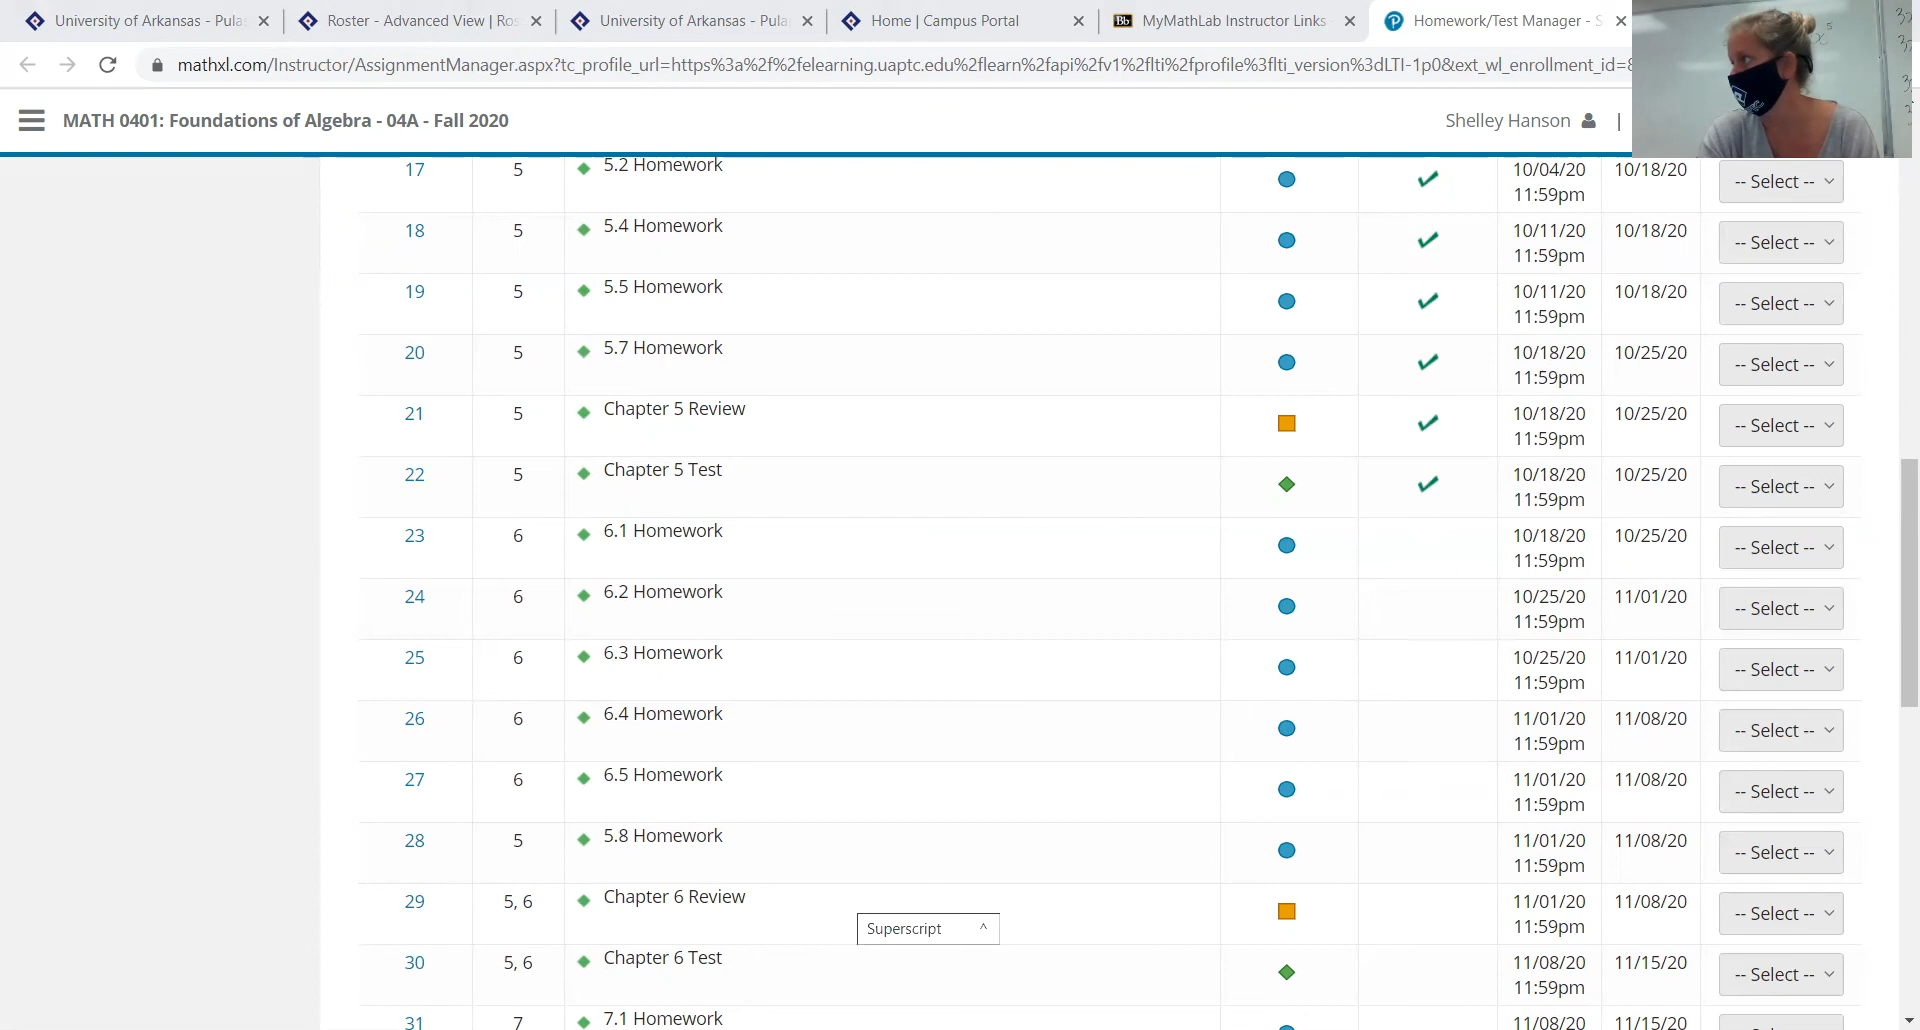 University of Arkansas - Pula
Roster - Advanced View | Ros
University of Arkansas - Pula
Home | Campus Portal
Bb MyMathLab Instructor Links
Homework/Test Manager - S
mathxl.com/Instructor/AssignmentManager.aspx?tc_profile_url=https%3a%2f%2felearning.uaptc.edu%2flearn%2fapi%2fv1%2flti%2fprofile%3flti_version%3dLTI-1p0&ext_wl_enrollment_id=8
MATH 0401: Foundations of Algebra - 04A - Fall 2020
Shelley Hanson |
17 5 5.2 Homework 10/04/20 11:59pm 10/18/20 -- Select --
18 5 5.4 Homework 10/11/20 11:59pm 10/18/20 -- Select --
19 5 5.5 Homework 10/11/20 11:59pm 10/18/20 -- Select --
20 5 5.7 Homework 10/18/20 11:59pm 10/25/20 -- Select --
21 5 Chapter 5 Review 10/18/20 11:59pm 10/25/20 -- Select --
22 5 Chapter 5 Test 10/18/20 11:59pm 10/25/20 -- Select --
23 6 6.1 Homework 10/18/20 11:59pm 10/25/20 -- Select --
24 6 6.2 Homework 10/25/20 11:59pm 11/01/20 -- Select --
25 6 6.3 Homework 10/25/20 11:59pm 11/01/20 -- Select --
26 6 6.4 Homework 11/01/20 11:59pm 11/08/20 -- Select --
27 6 6.5 Homework 11/01/20 11:59pm 11/08/20 -- Select --
28 5 5.8 Homework 11/01/20 11:59pm 11/08/20 -- Select --
29 5, 6 Chapter 6 Review 11/01/20 11:59pm 11/08/20 -- Select --
Superscript ^
30 5, 6 Chapter 6 Test 11/08/20 11:59pm 11/15/20 -- Select --
31 7 7.1 Homework 11/08/20 11/15/20